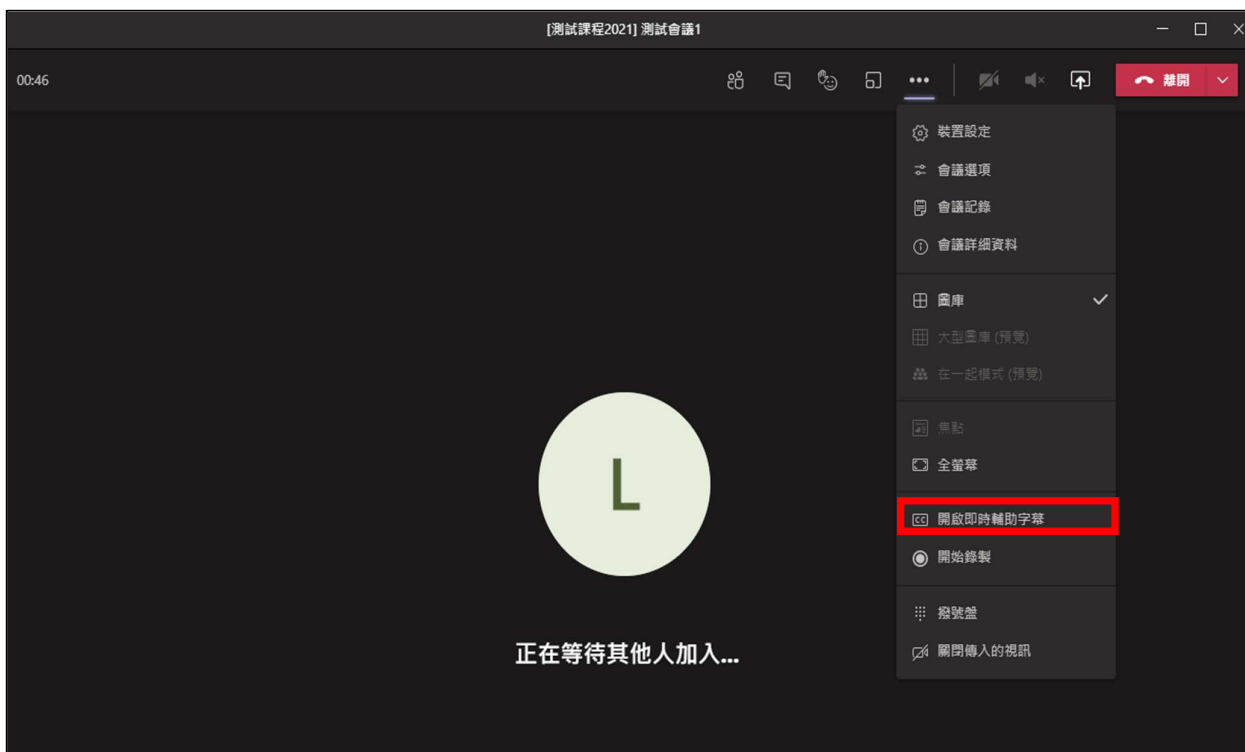 [測試課程2021] 測試會議1
00:46
離開
裝置設定
會議選項
會議記錄
會議詳細資料
圖庫
大型圖庫 (預覽)
在一起模式 (預覽)
焦點
全螢幕
CC 開啟即時輔助字幕
開始錄製
撥號盤
關閉傳入的視訊
L
正在等待其他人加入...